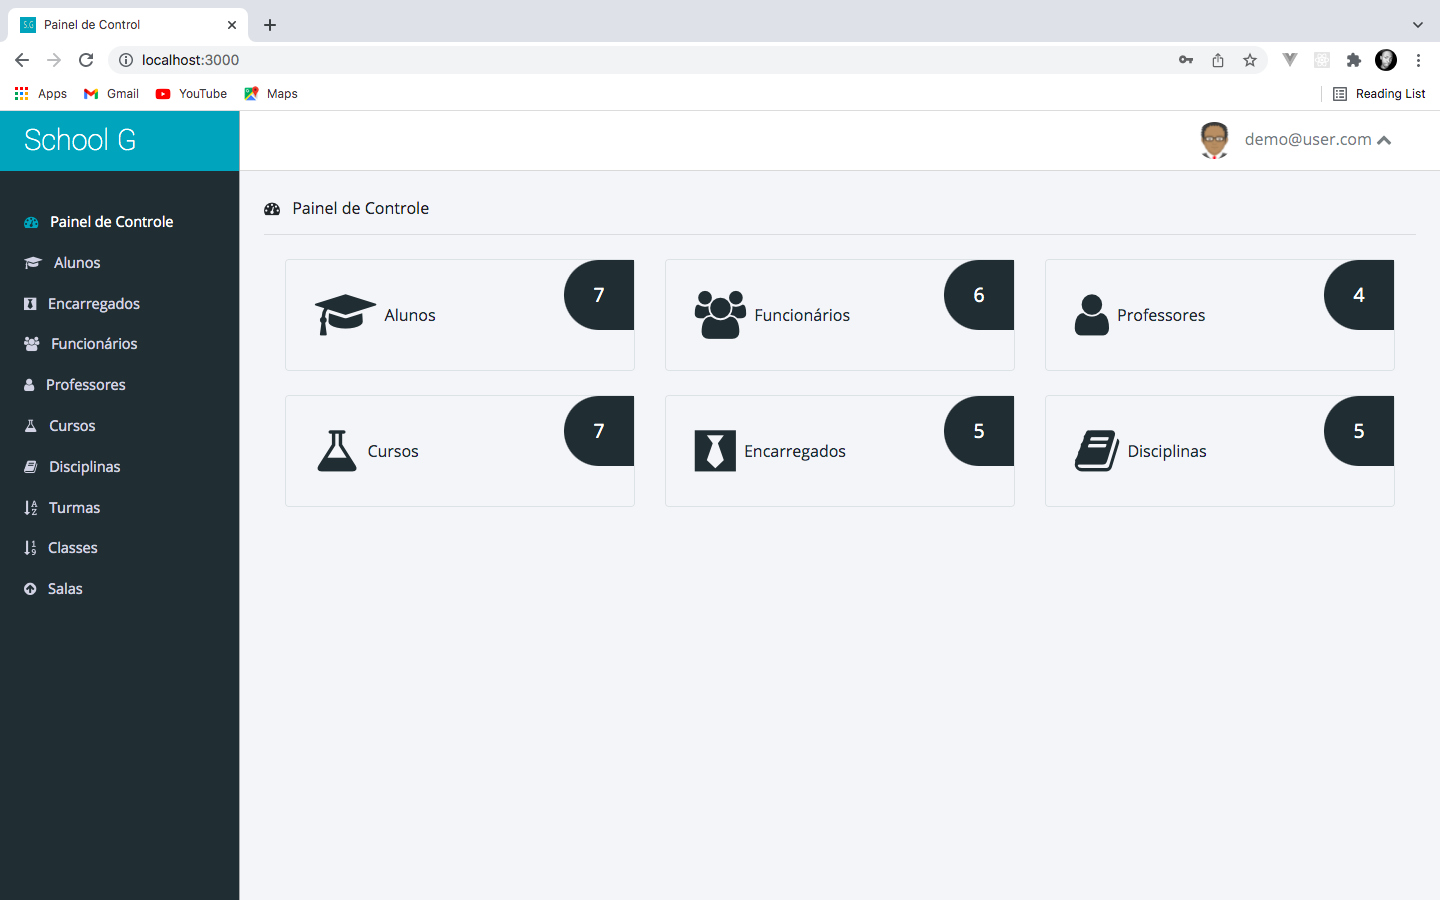 S.G Painel de Control
localhost:3000
Apps Gmail YouTube Maps Reading List
School G
demo@user.com
Painel de Controle
Alunos
Encarregados
Funcionários
Professores
Cursos
Disciplinas
Turmas
Classes
Salas
Painel de Controle
Alunos 7
Funcionários 6
Professores 4
Cursos 7
Encarregados 5
Disciplinas 5